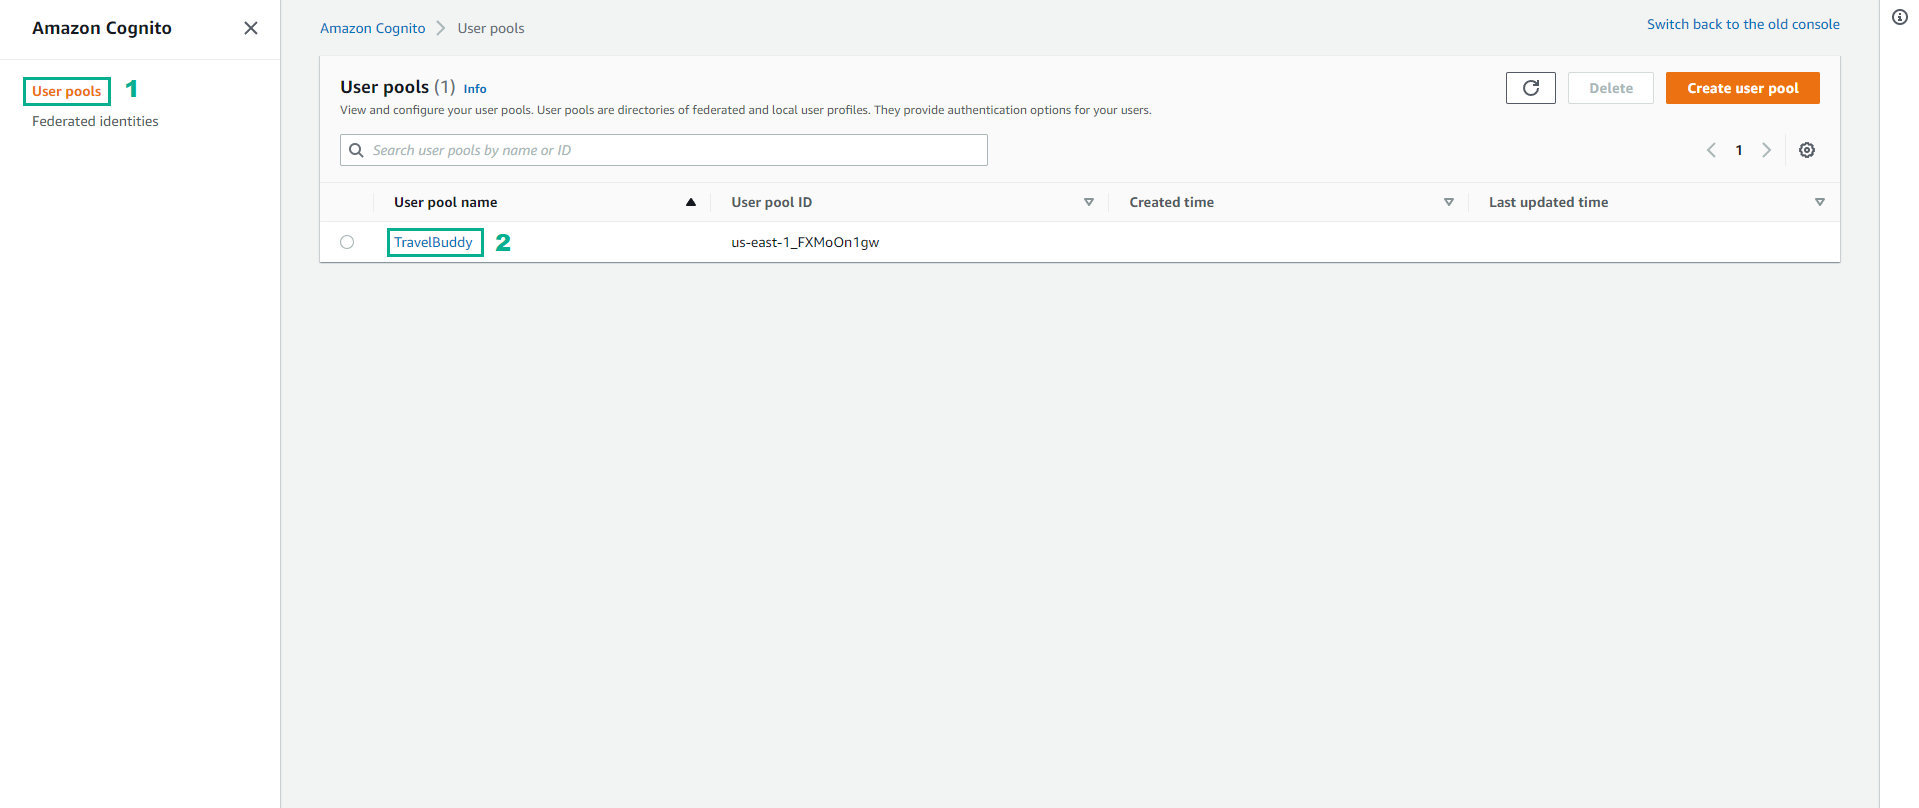 Amazon Cognito
User pools 1
Federated identities
Amazon Cognito User pools
Switch back to the old console
User pools (1) Info
View and configure your user pools. User pools are directories of federated and local user profiles. They provide authentication options for your users.
Delete
Create user pool
Search user pools by name or ID
1
User pool name User pool ID Created time Last updated time
TravelBuddy 2 us-east-1_FXMoOn1gw